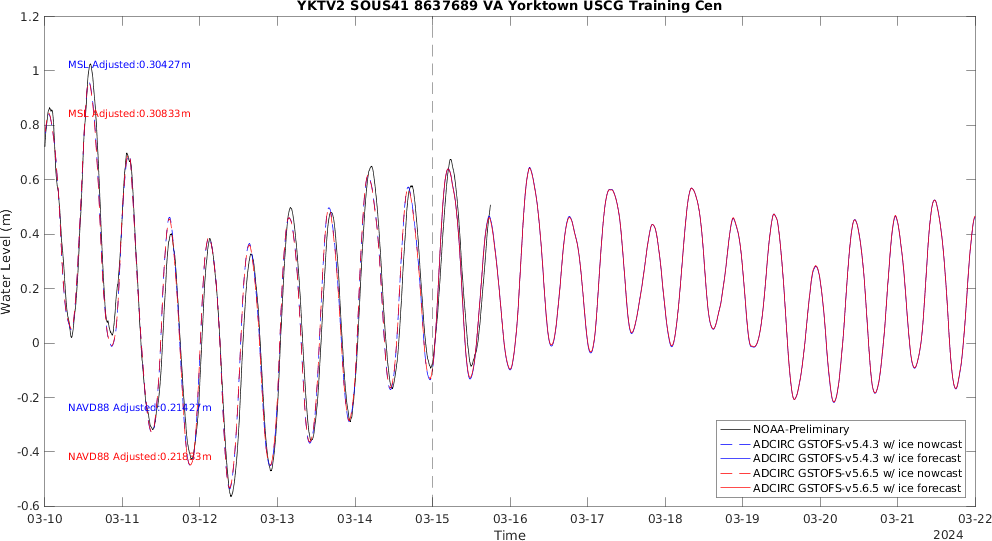 YKTV2 SOUS41 8637689 VA Yorktown USCG Training Cen
1.2
1
0.8
0.6
0.4
0.2
0
-0.2
-0.4
-0.6
Water Level (m)
MSL Adjusted:0.30427m
MSL Adjusted:0.30833m
NAVD88 Adjusted:0.21427m
NAVD88 Adjusted:0.21833m
NOAA-Preliminary
ADCIRC GSTOFS-v5.4.3 w/ ice nowcast
ADCIRC GSTOFS-v5.4.3 w/ ice forecast
ADCIRC GSTOFS-v5.6.5 w/ ice nowcast
ADCIRC GSTOFS-v5.6.5 w/ ice forecast
03-10 03-11 03-12 03-13 03-14 03-15 03-16 03-17 03-18 03-19 03-20 03-21 03-22
Time
2024